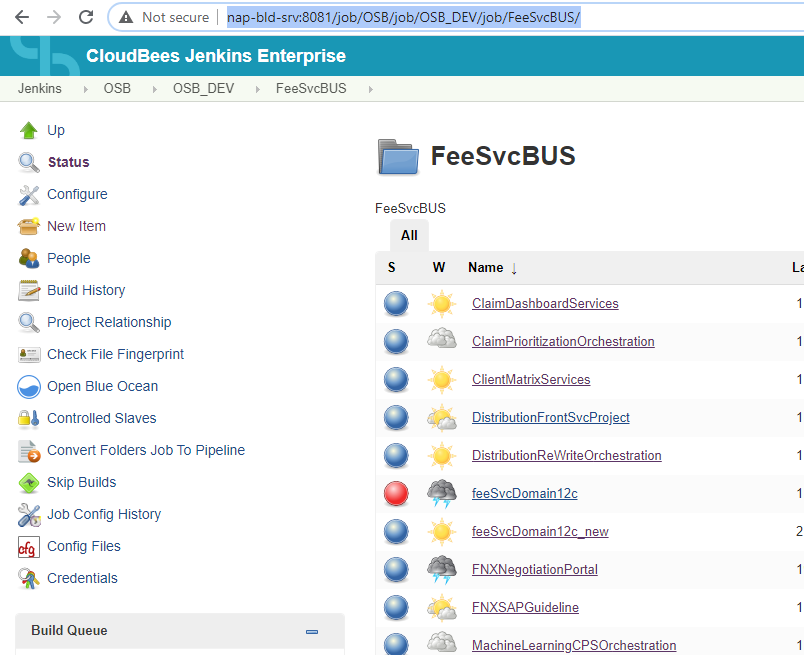 Not secure | nap-bld-srv:8081/job/OSB/job/OSB_DEV/job/FeeSvcBUS/
CloudBees Jenkins Enterprise
Jenkins OSB OSB_DEV FeeSvcBUS
Up
Status
Configure
New Item
People
Build History
Project Relationship
Check File Fingerprint
Open Blue Ocean
Controlled Slaves
Convert Folders Job To Pipeline
Skip Builds
Job Config History
cfg Config Files
Credentials
Build Queue
FeeSvcBUS
FeeSvcBUS
All
S W Name ↓ La
ClaimDashboardServices 1
ClaimPrioritizationOrchestration 1
ClientMatrixServices 1
DistributionFrontSvcProject 1
DistributionReWriteOrchestration 1
feeSvcDomain12c 1
feeSvcDomain12c_new 2
FNXNegotiationPortal 1
FNXSAPGuideline 1
MachineLearningCPSOrchestration 1